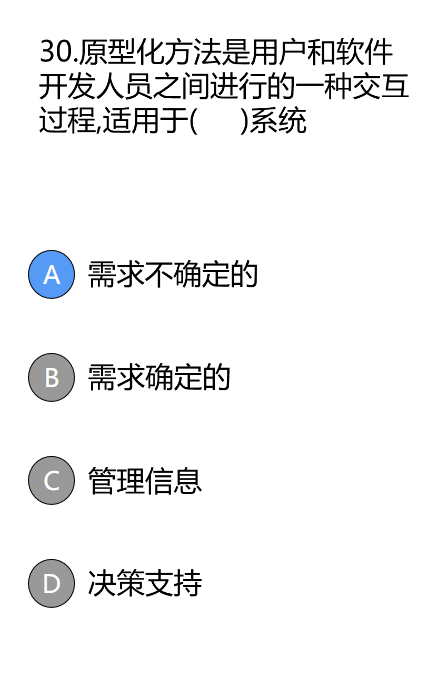 30.原型化方法是用户和软件
开发人员之间进行的一种交互
过程,适用于(     )系统
A 需求不确定的
B 需求确定的
C 管理信息
D 决策支持